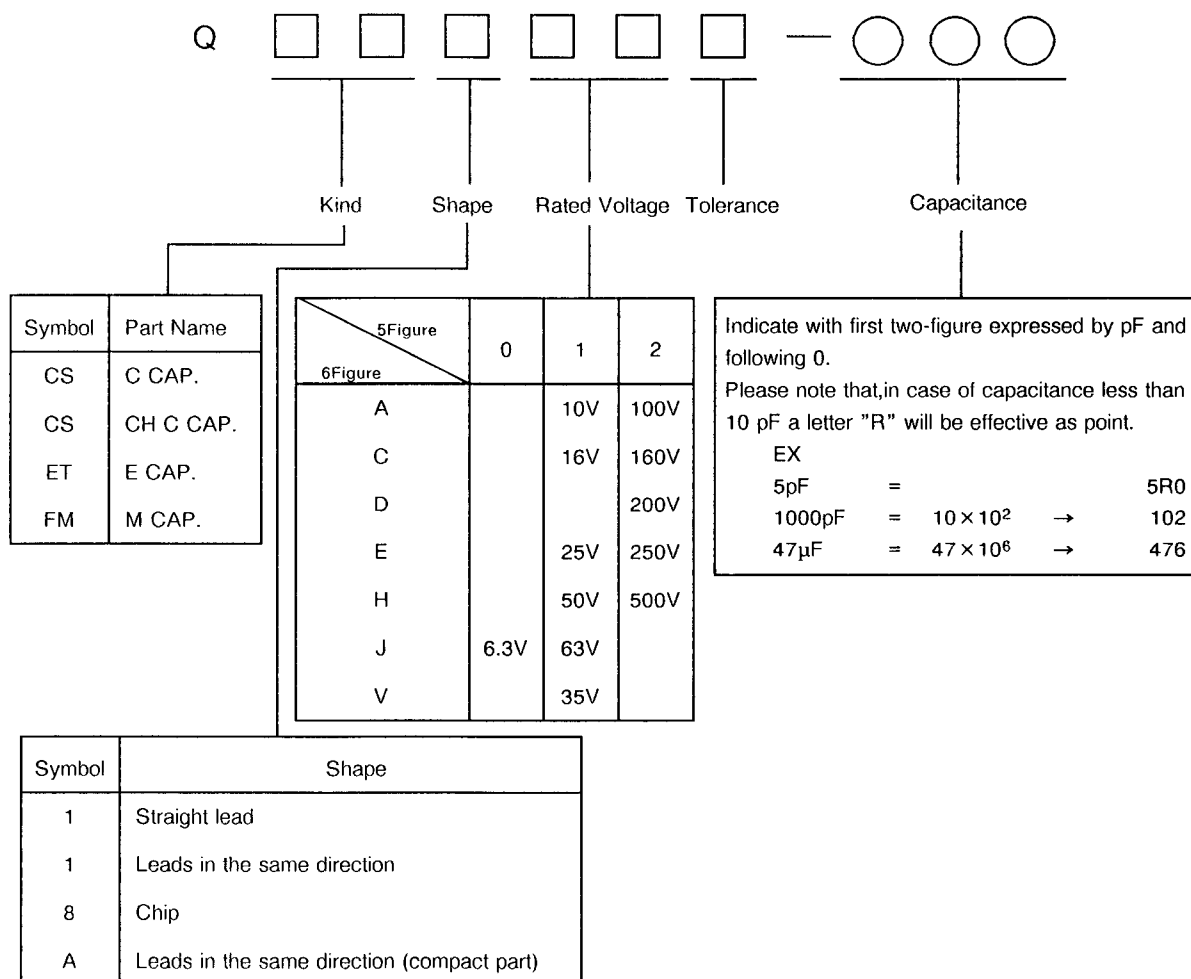 Q —
Kind Shape Rated Voltage Tolerance Capacitance
Symbol Part Name
CS C CAP.
CS CH C CAP.
ET E CAP.
FM M CAP.
5Figure
6Figure
0 1 2
A 10V 100V
C 16V 160V
D 200V
E 25V 250V
H 50V 500V
J 6.3V 63V
V 35V
Indicate with first two-figure expressed by pF and
following 0.
Please note that,in case of capacitance less than
10 pF a letter "R" will be effective as point.
EX
5pF = 5R0
1000pF = 10×10² → 102
47μF = 47×10⁶ → 476
Symbol Shape
1 Straight lead
1 Leads in the same direction
8 Chip
A Leads in the same direction (compact part)